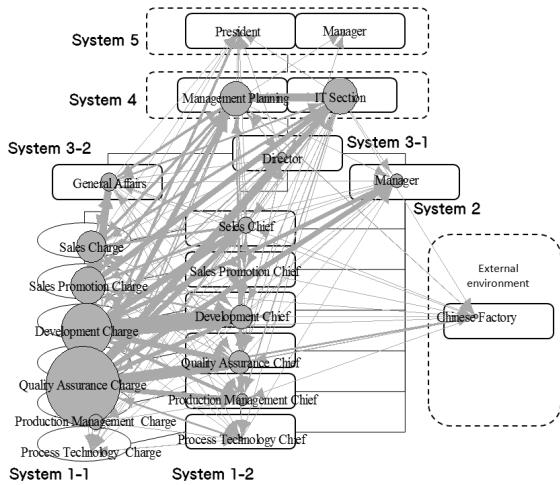 System 5
President
Manager
System 4
Management Planning
IT Section
System 3-2
System 3-1
Director
General Affairs
Manager
System 2
Seles Chief
Sales Charge
External
environment
Sales Promotion Chief
Sales Promotion Charge
Development Chief
Chinese Factory
Development Charge
Quality Assurance Chief
Quality Assurance Charge
Production Management Chief
Production Management Charge
Process Technology Chief
Process Technology Charge
System 1-1
System 1-2